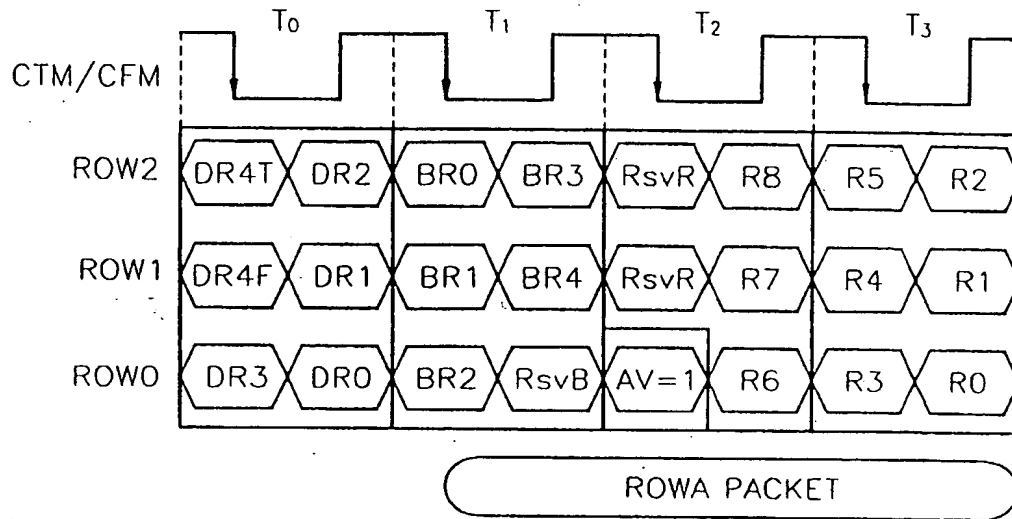 T0 T1 T2 T3
CTM/CFM
ROW2 DR4T DR2 BR0 BR3 RsvR R8 R5 R2
ROW1 DR4F DR1 BR1 BR4 RsvR R7 R4 R1
ROW0 DR3 DR0 BR2 RsvB AV=1 R6 R3 R0
ROWA PACKET